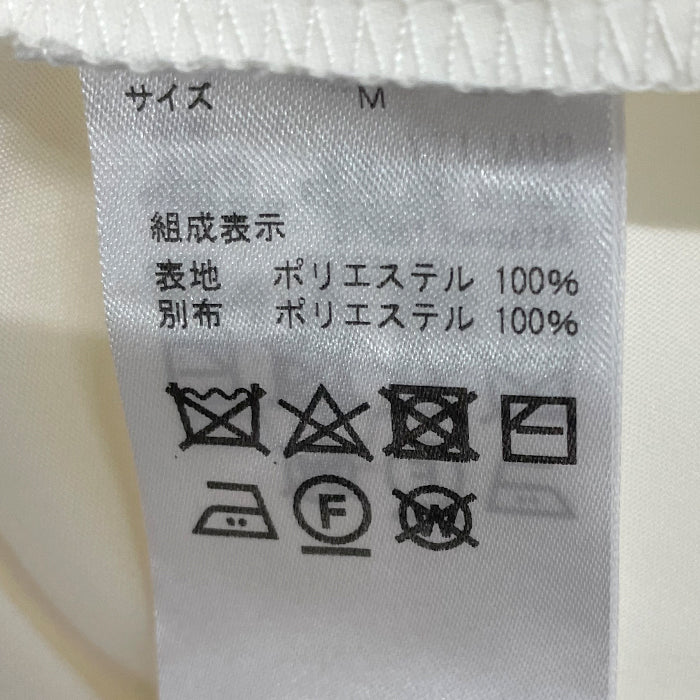 サイズ M
組成表示
表地 ポリエステル 100%
別布 ポリエステル 100%
F W